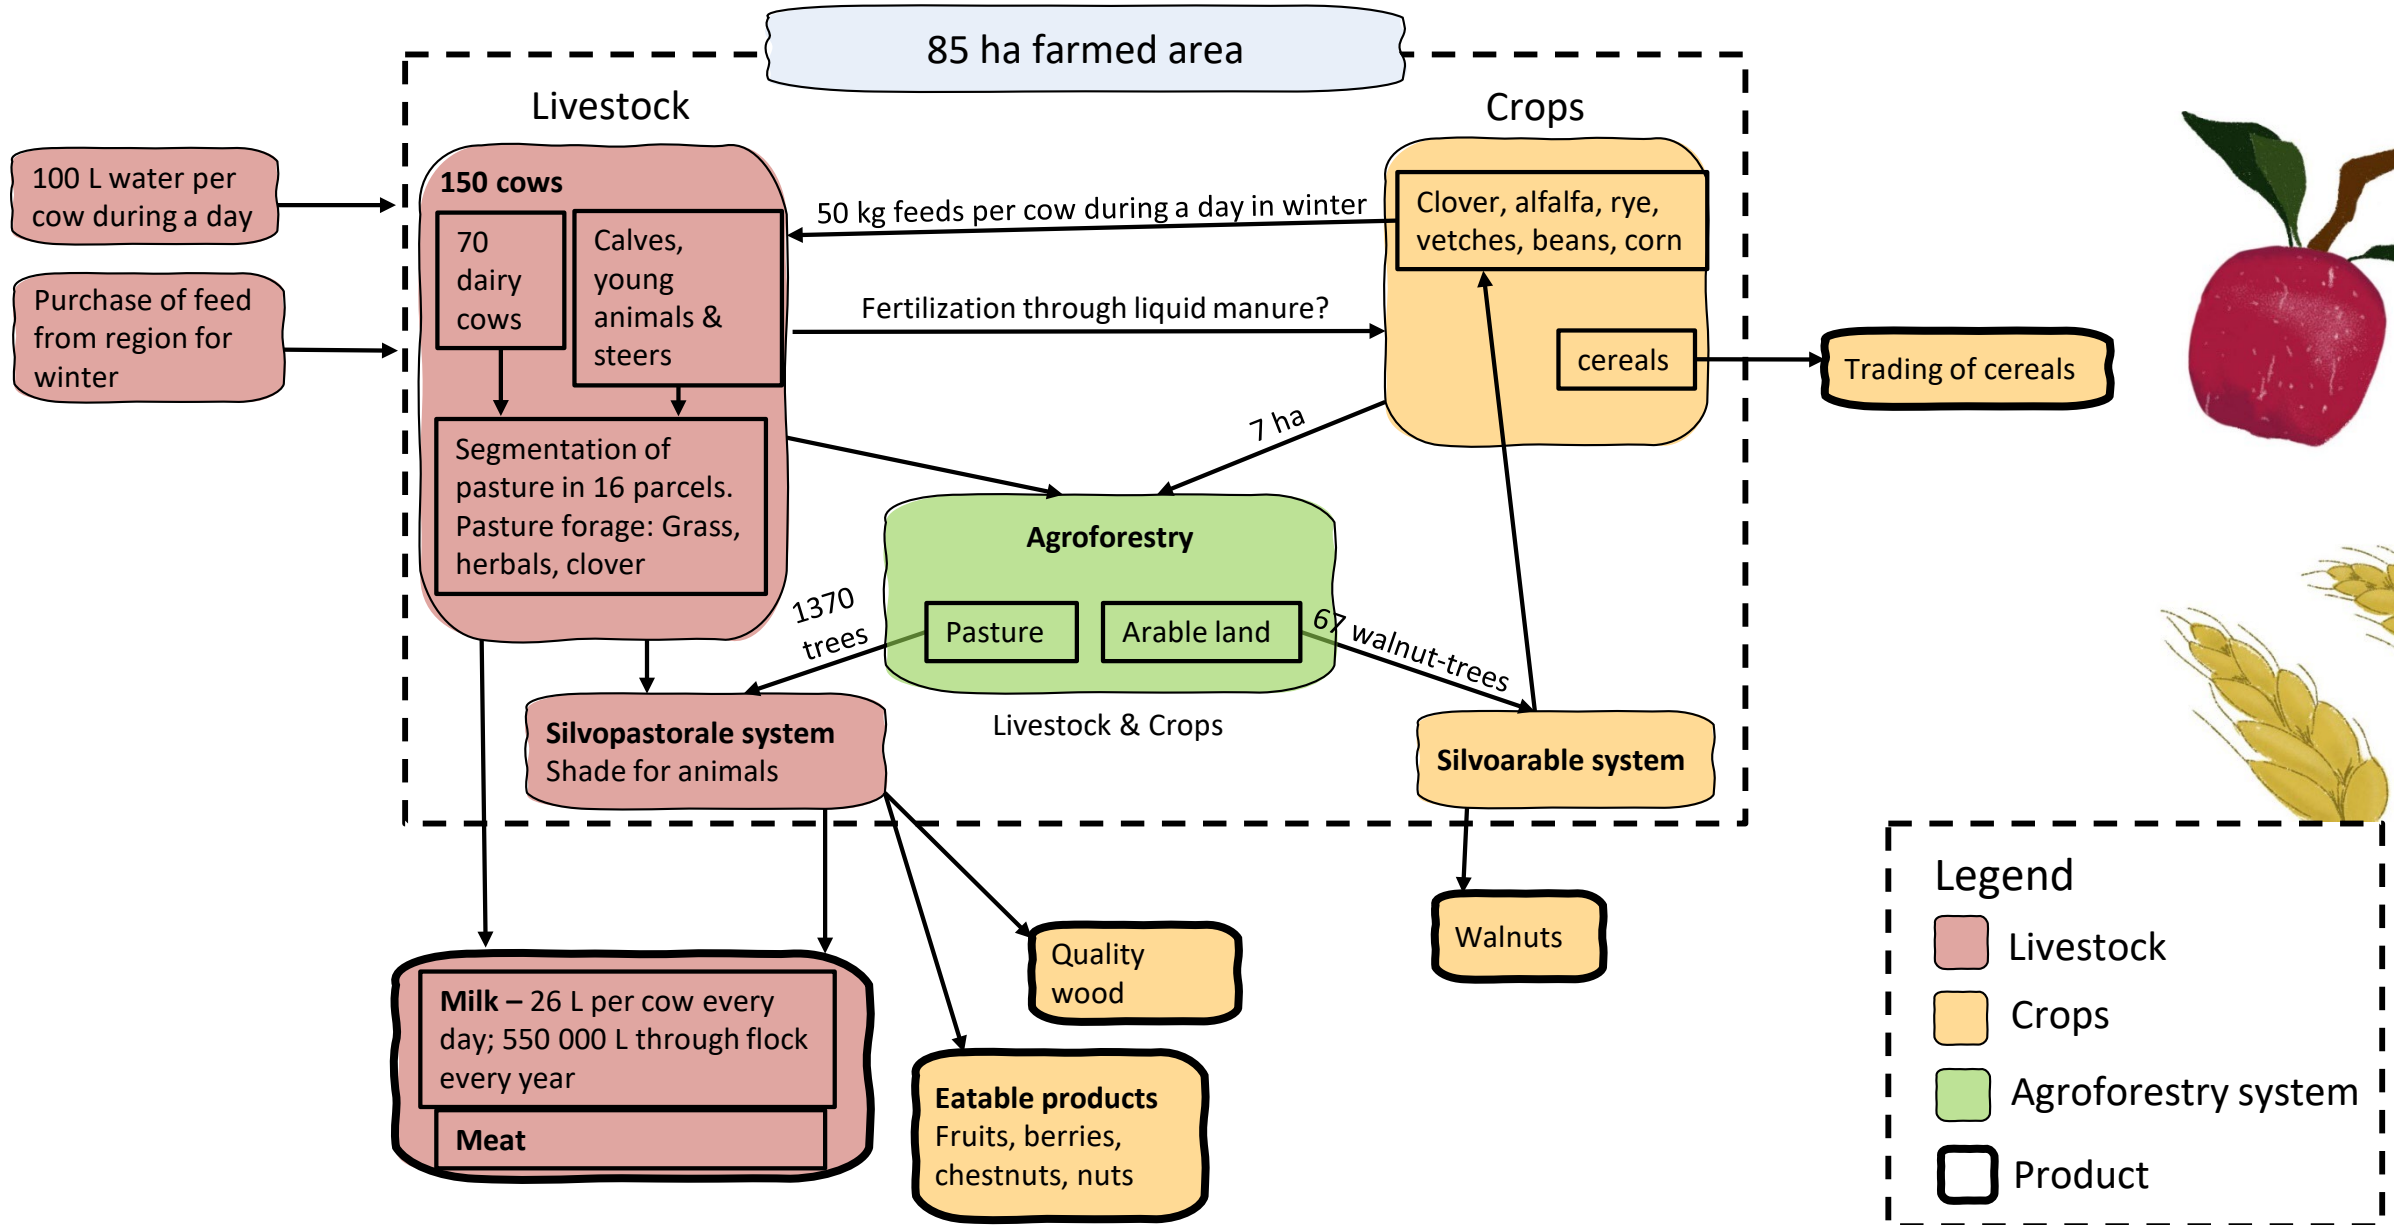 85 ha farmed area
Livestock
Crops
100 L water per
cow during a day
Purchase of feed
from region for
winter
150 cows
70
dairy
cows
Calves,
young
animals &
steers
Segmentation of
pasture in 16 parcels.
Pasture forage: Grass,
herbals, clover
50 kg feeds per cow during a day in winter
Fertilization through liquid manure?
Clover, alfalfa, rye,
vetches, beans, corn
cereals
Trading of cereals
7 ha
Agroforestry
Pasture
Arable land
Livestock & Crops
1370
trees
67 walnut-trees
Silvopastorale system
Shade for animals
Silvoarable system
Milk – 26 L per cow every
day; 550 000 L through flock
every year
Meat
Quality
wood
Eatable products
Fruits, berries,
chestnuts, nuts
Walnuts
Legend
Livestock
Crops
Agroforestry system
Product